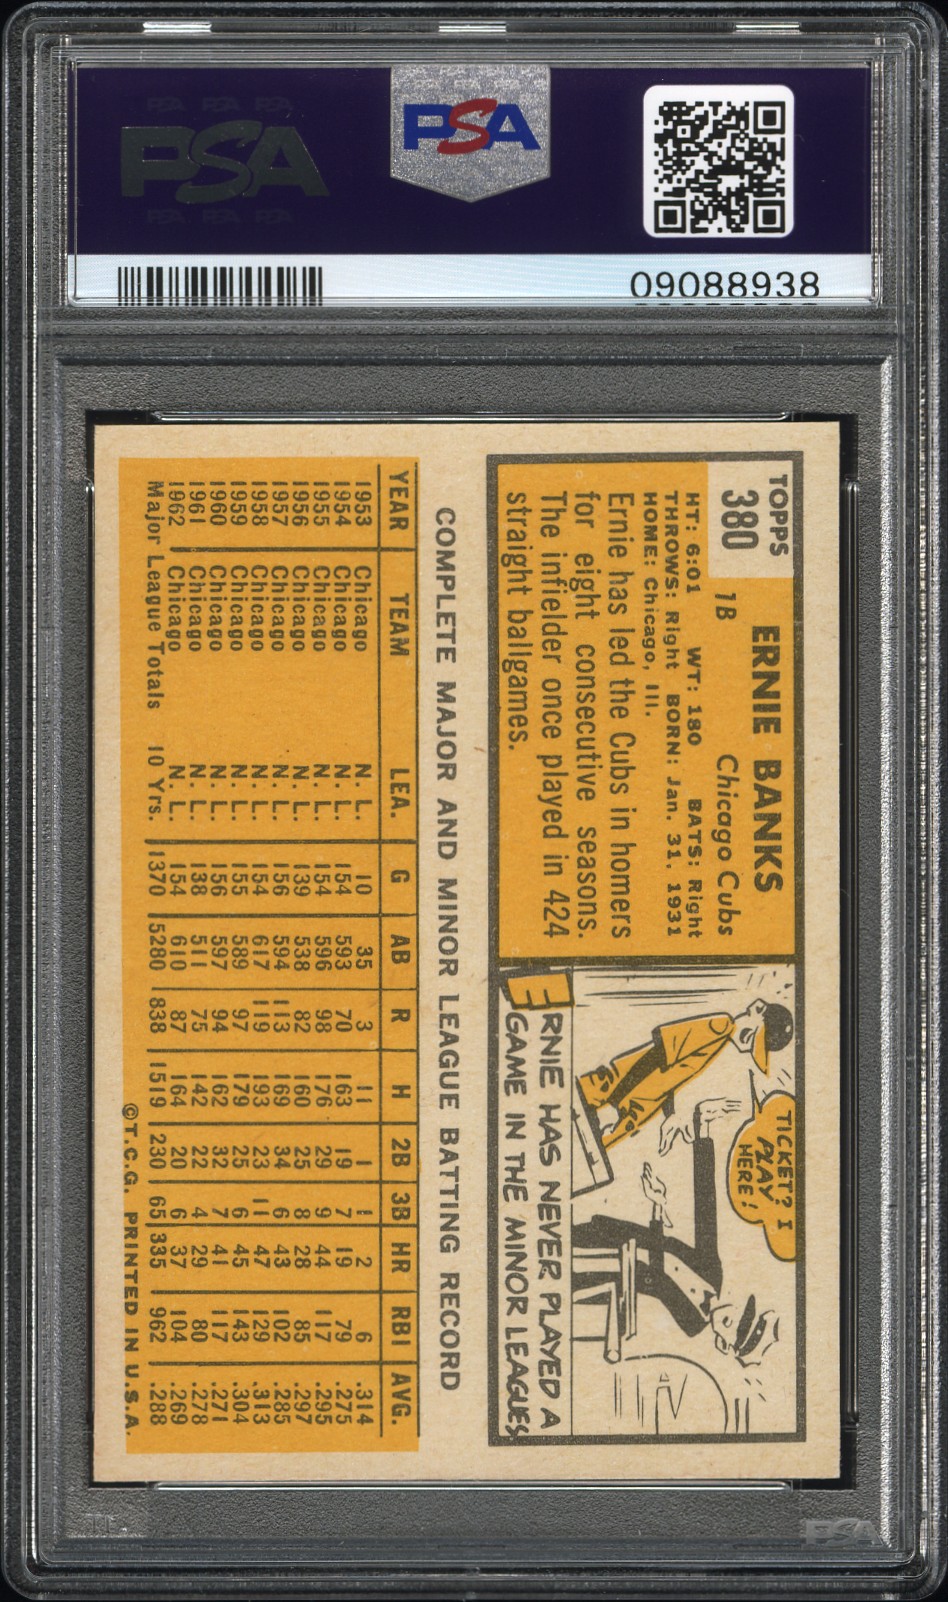 PSA PSA PSA
PSA
PSA PSA PSA
PSA
09088938
TOPPS
380
ERNIE BANKS
1B Chicago Cubs
HT: 6:01 WT: 180 BATS: Right
THROWS: Right BORN: Jan. 31, 1931
HOME: Chicago, Ill.
Ernie has led the Cubs in homers
for eight consecutive seasons.
The infielder once played in 424
straight ballgames.
TICKET? I
PLAY
HERE!
ERNIE HAS NEVER PLAYED A
GAME IN THE MINOR LEAGUES
COMPLETE MAJOR AND MINOR LEAGUE BATTING RECORD
YEAR TEAM LEA. G AB R H 2B 3B HR RBI AVG.
1953 Chicago N. L. 10 35 3 11 1 1 2 6 .314
1954 Chicago N. L. 154 593 70 163 19 7 19 79 .275
1955 Chicago N. L. 154 596 98 176 29 9 44 117 .295
1956 Chicago N. L. 139 538 82 160 25 8 28 85 .297
1957 Chicago N. L. 156 594 113 169 34 6 43 102 .285
1958 Chicago N. L. 154 617 119 193 23 11 47 129 .313
1959 Chicago N. L. 155 589 97 179 25 6 45 143 .304
1960 Chicago N. L. 156 597 94 162 32 7 41 117 .271
1961 Chicago N. L. 138 511 75 142 22 4 29 80 .278
1962 Chicago N. L. 154 610 87 164 20 6 37 104 .269
Major League Totals 10 Yrs. 1370 5280 838 1519 230 65 335 962 .288
©T.C.G. PRINTED IN U.S.A.
PSA